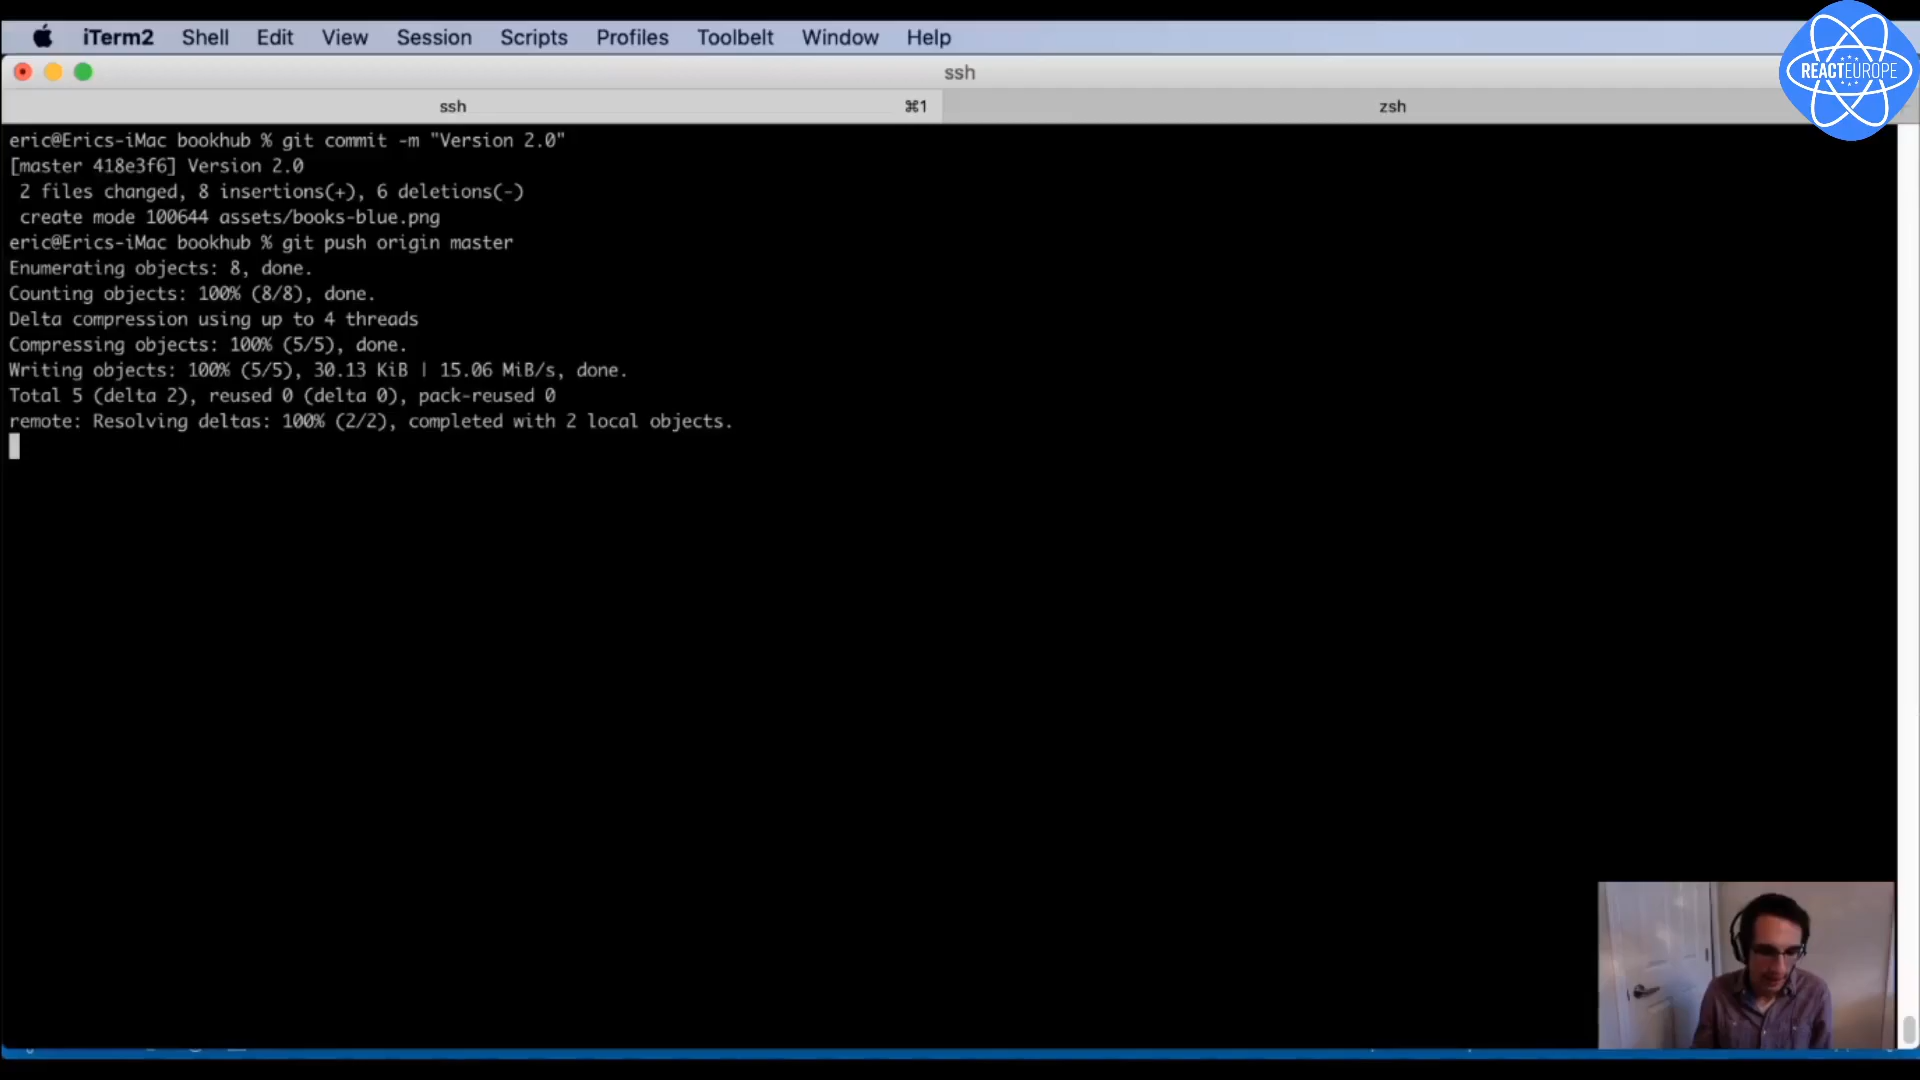 iTerm2 Shell Edit View Session Scripts Profiles Toolbelt Window Help
REACTEUROPE
ssh
ssh ⌘1 zsh
eric@Erics-iMac bookhub % git commit -m "Version 2.0"
[master 418e3f6] Version 2.0
2 files changed, 8 insertions(+), 6 deletions(-)
create mode 100644 assets/books-blue.png
eric@Erics-iMac bookhub % git push origin master
Enumerating objects: 8, done.
Counting objects: 100% (8/8), done.
Delta compression using up to 4 threads
Compressing objects: 100% (5/5), done.
Writing objects: 100% (5/5), 30.13 KiB | 15.06 MiB/s, done.
Total 5 (delta 2), reused 0 (delta 0), pack-reused 0
remote: Resolving deltas: 100% (2/2), completed with 2 local objects.